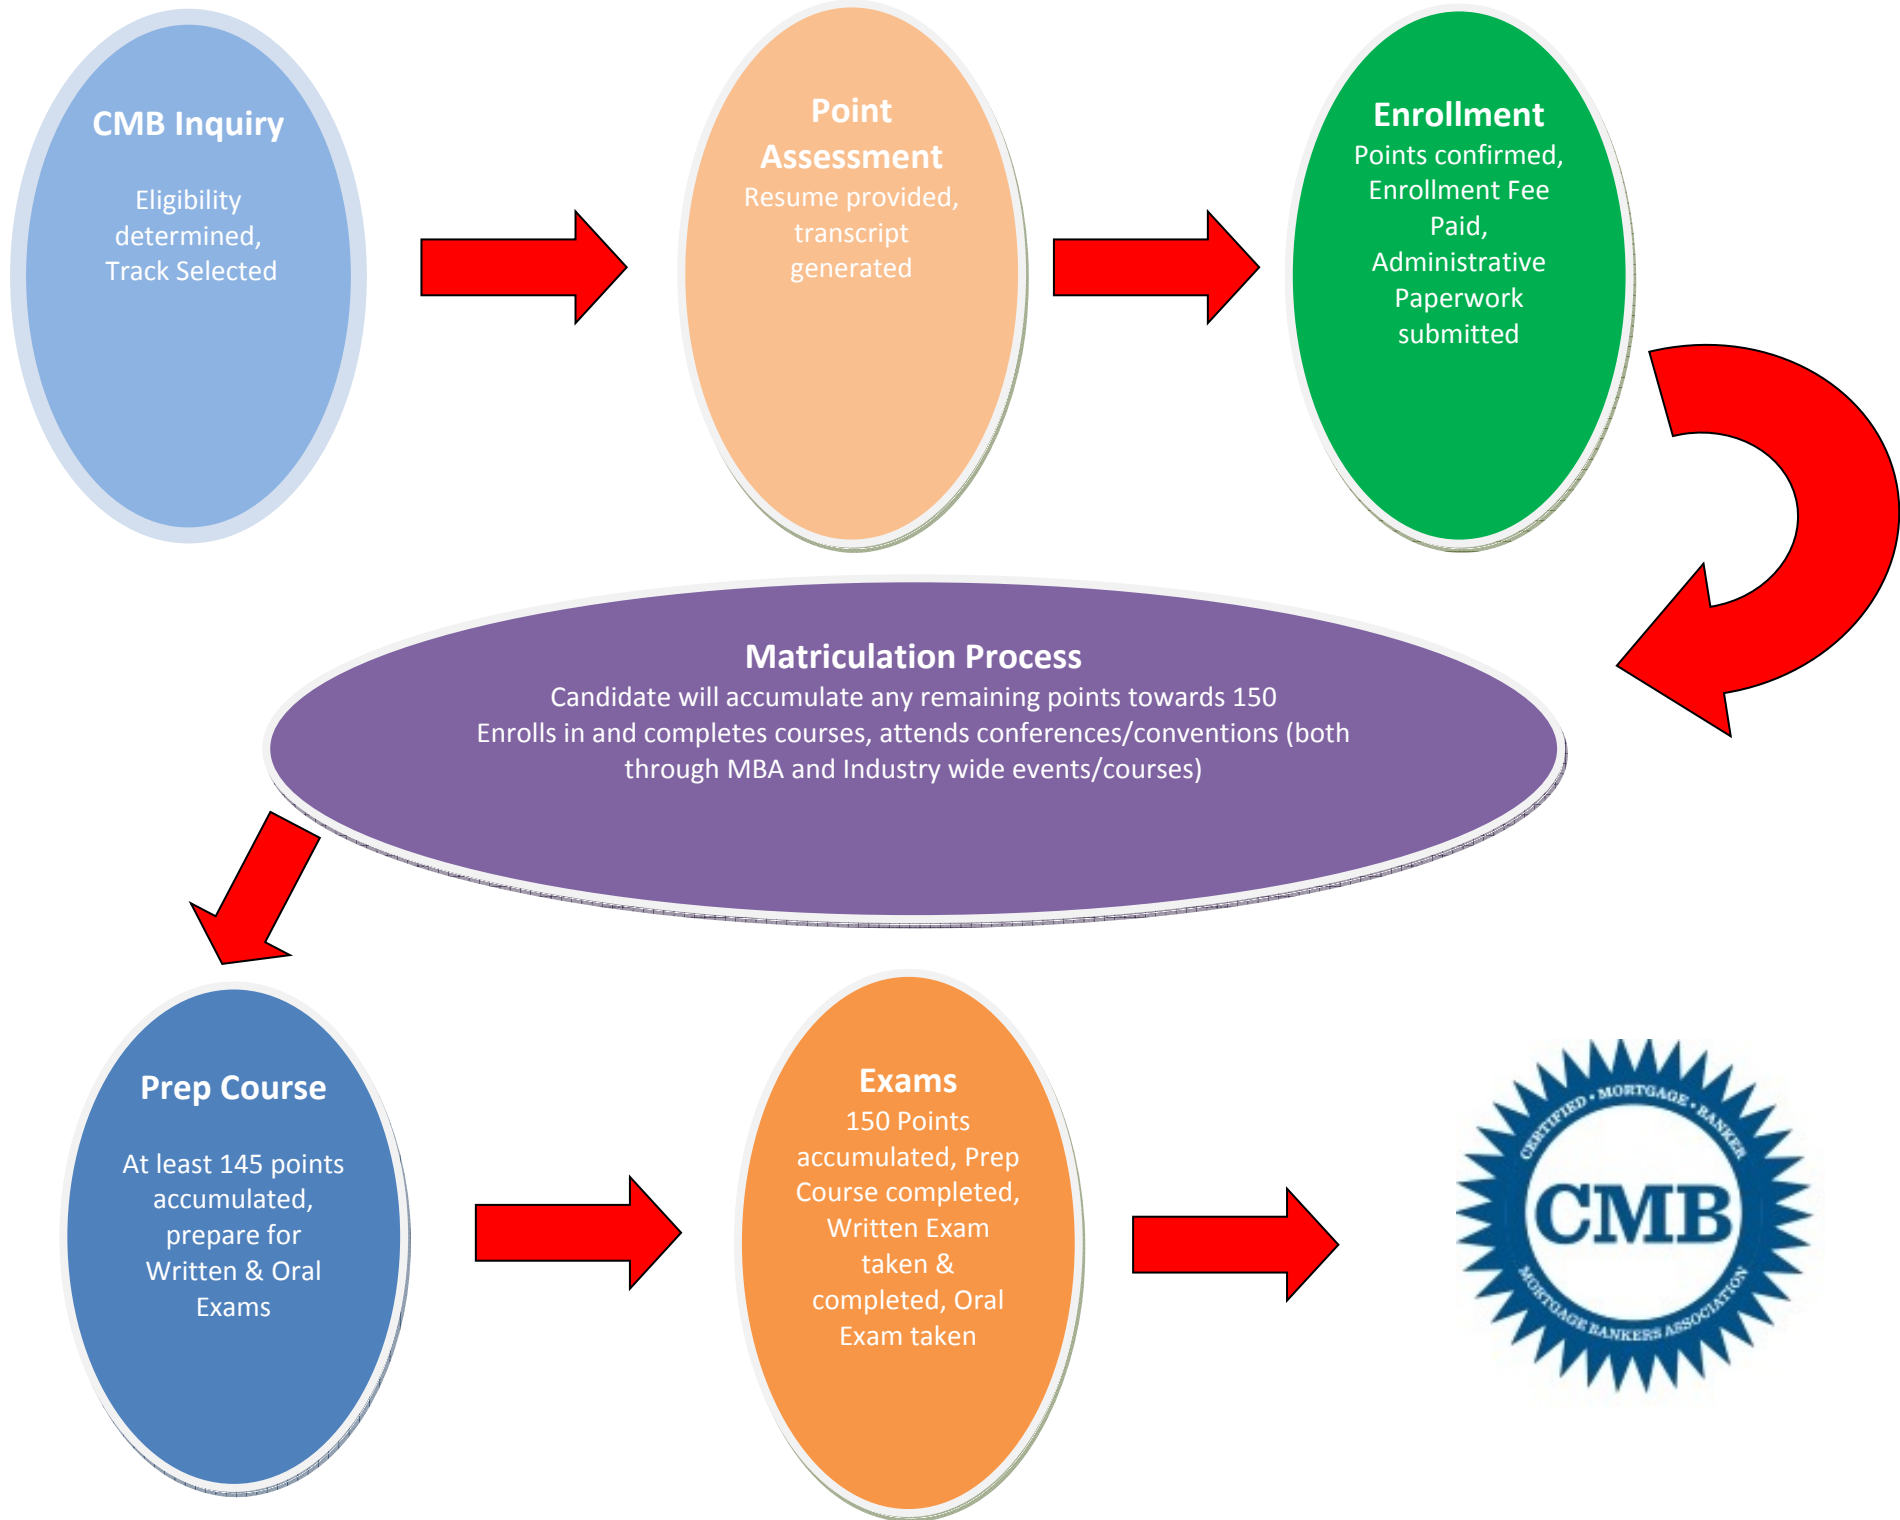 CMB Inquiry
Eligibility
determined,
Track Selected
Point
Assessment
Resume provided,
transcript
generated
Enrollment
Points confirmed,
Enrollment Fee
Paid,
Administrative
Paperwork
submitted
Matriculation Process
Candidate will accumulate any remaining points towards 150
Enrolls in and completes courses, attends conferences/conventions (both
through MBA and Industry wide events/courses)
Prep Course
At least 145 points
accumulated,
prepare for
Written & Oral
Exams
Exams
150 Points
accumulated, Prep
Course completed,
Written Exam
taken &
completed, Oral
Exam taken
CERTIFIED • MORTGAGE • BANKER
CMB
MORTGAGE BANKERS ASSOCIATION